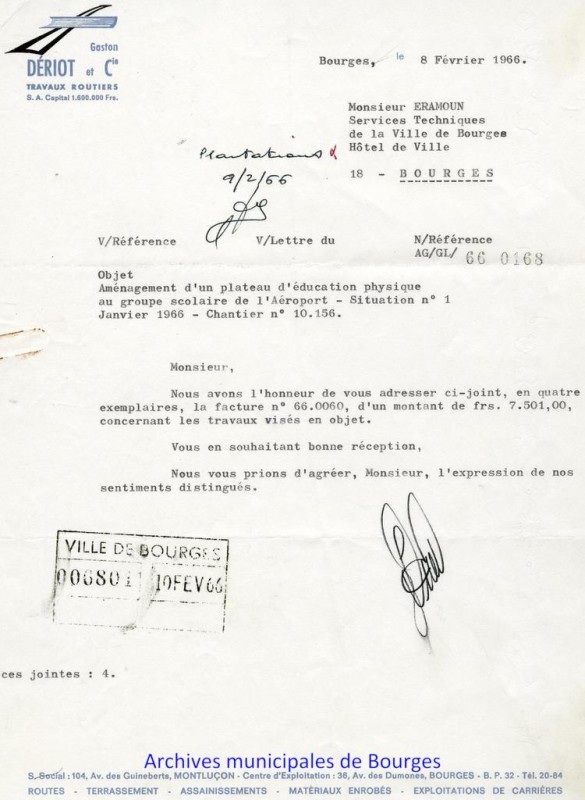 Gaston
DÉRIOT et Cie
TRAVAUX ROUTIERS
S. A. Capital 1.600.000 Frs.
Bourges, le 8 Février 1966.
Monsieur ERAMOUN
Services Techniques
de la Ville de Bourges
Hôtel de Ville
18 - BOURGES
Plantations
9/2/66
V/Référence V/Lettre du N/Référence
AG/GL/ 66 0168
Objet
Aménagement d'un plateau d'éducation physique
au groupe scolaire de l'Aéroport - Situation n° 1
Janvier 1966 - Chantier n° 10.156.
Monsieur,
Nous avons l'honneur de vous adresser ci-joint, en quatre
exemplaires, la facture n° 66.0060, d'un montant de frs. 7.501,00,
concernant les travaux visés en objet.
Vous en souhaitant bonne réception,
Nous vous prions d'agréer, Monsieur, l'expression de nos
sentiments distingués.
VILLE DE BOURGES
006801 10 FEV 66
ces jointes : 4.
Archives municipales de Bourges
S. Social : 104, Av. des Guineberts, MONTLUÇON - Centre d'Exploitation : 36, Av. des Dumones, BOURGES - B. P. 32 - Tél. 20-84
ROUTES - TERRASSEMENT - ASSAINISSEMENTS - MATÉRIAUX ENROBÉS - EXPLOITATIONS DE CARRIÈRES